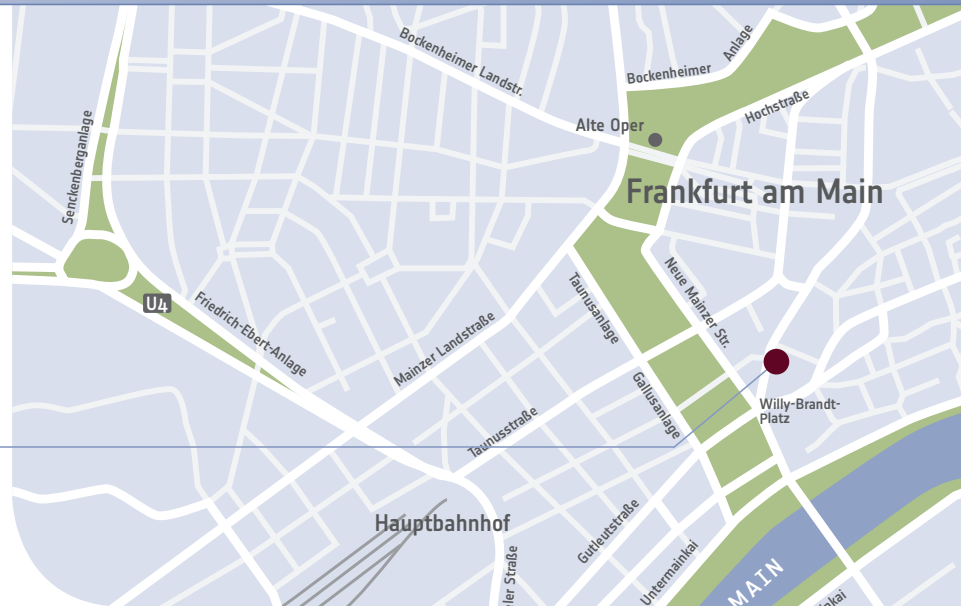 Bockenheimer Landstr.
Bockenheimer
Anlage
Hochstraße
Alte Oper
Senckenberganlage
Frankfurt am Main
U4
Friedrich-Ebert-Anlage
Mainzer Landstraße
Taunusanlage
Neue Mainzer Str.
Gallusanlage
Willy-Brandt-
Platz
Taunusstraße
Hauptbahnhof
Gutleutstraße
Untermainkai
MAIN